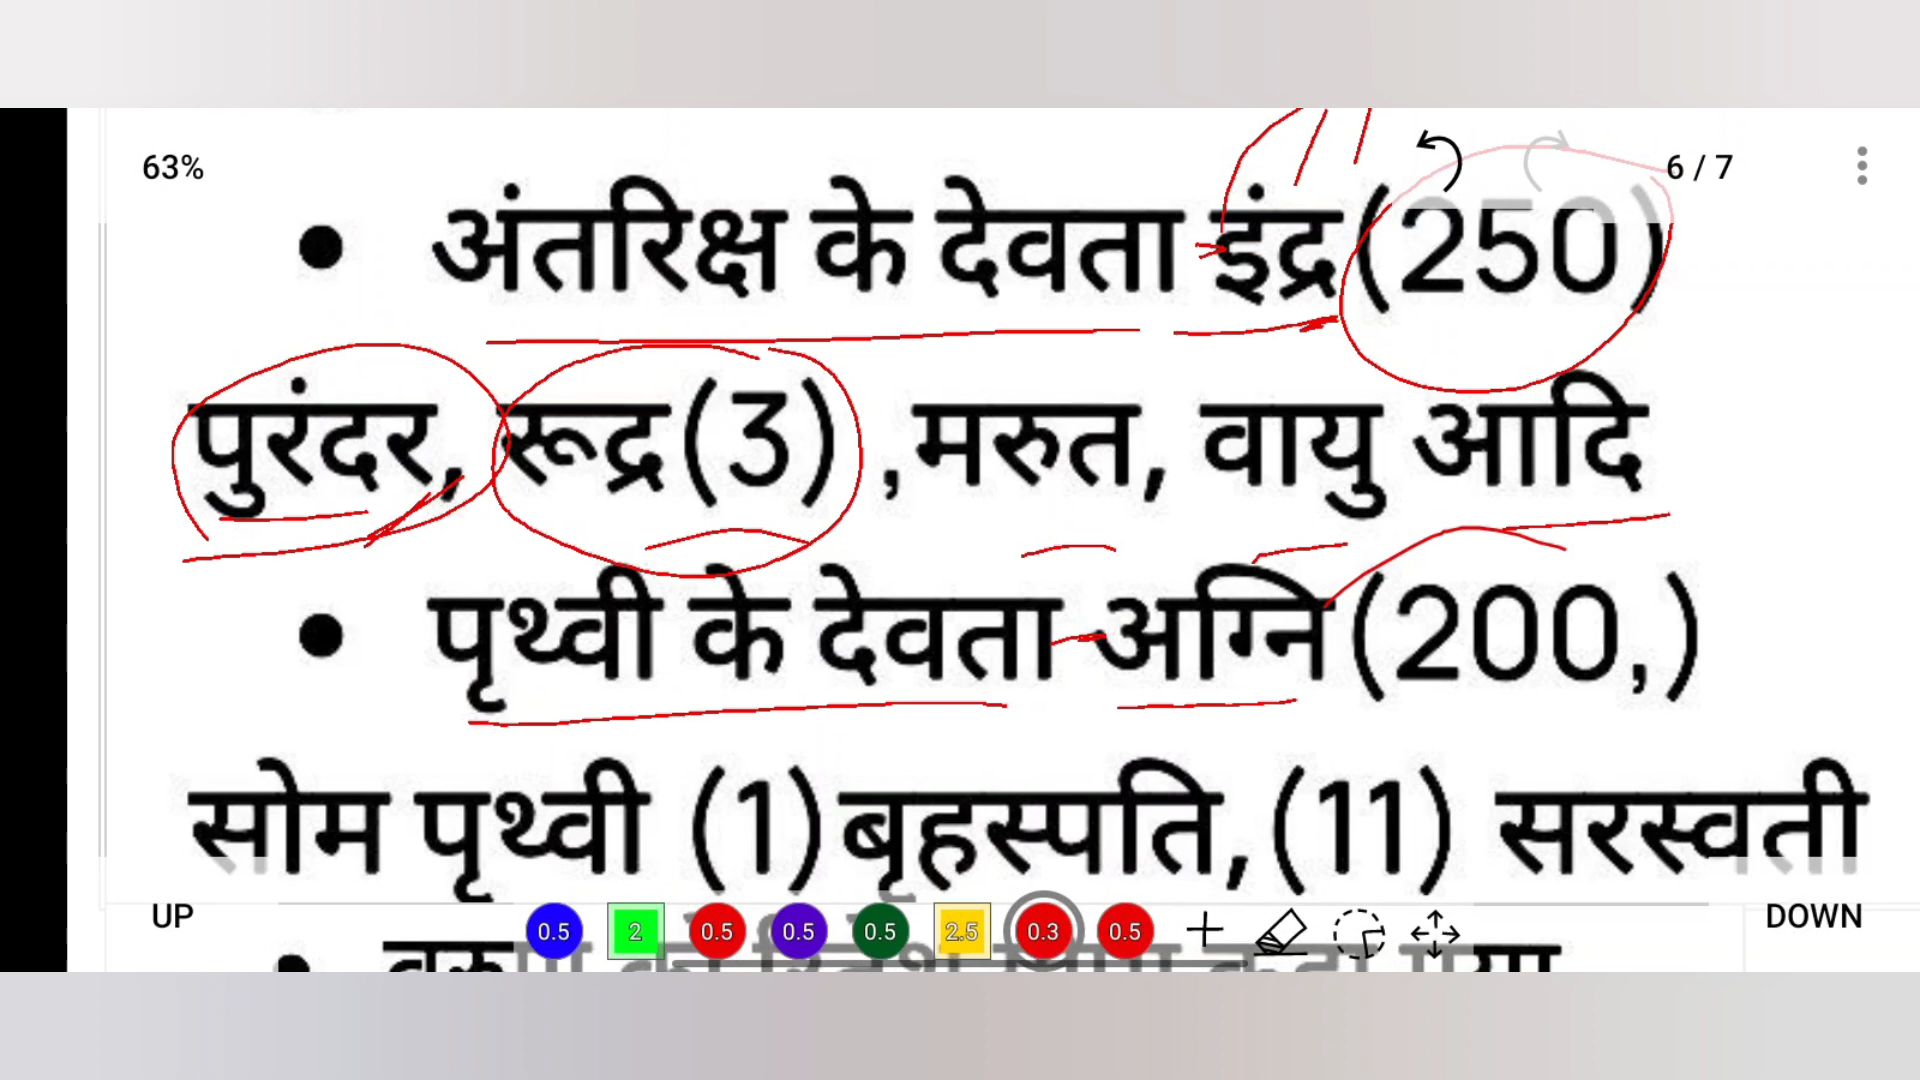 63%
6 / 7
• अंतरिक्ष के देवता इंद्र(250)
पुरंदर, रूद्र(3) ,मरुत, वायु आदि
• पृथ्वी के देवता अग्नि(200,)
सोम पृथ्वी (1)बृहस्पति,(11) सरस्वती
UP
0.5 2 0.5 0.5 0.5 2.5 0.3 0.5
DOWN